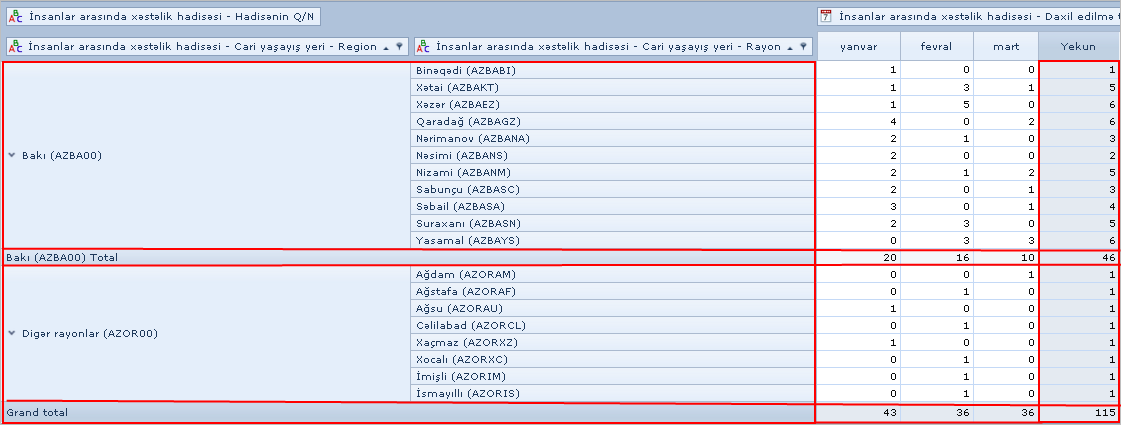 İnsanlar arasında xəstəlik hadisəsi - Hadisənin Q/N
İnsanlar arasında xəstəlik hadisəsi - Daxil edilmə
İnsanlar arasında xəstəlik hadisəsi - Cari yaşayış yeri - Region İnsanlar arasında xəstəlik hadisəsi - Cari yaşayış yeri - Rayon yanvar fevral mart Yekun
Binəqədi (AZBABI) 1 0 0 1
Xətai (AZBAKT) 1 3 1 5
Xəzər (AZBAEZ) 1 5 0 6
Qaradağ (AZBAGZ) 4 0 2 6
Nərimanov (AZBANA) 2 1 0 3
Bakı (AZBA00) Nəsimi (AZBANS) 2 0 0 2
Nizami (AZBANM) 2 1 2 5
Sabunçu (AZBASC) 2 0 1 3
Səbail (AZBASA) 3 0 1 4
Suraxanı (AZBASN) 2 3 0 5
Yasamal (AZBAYS) 0 3 3 6
Bakı (AZBA00) Total 20 16 10 46
Ağdam (AZORAM) 0 0 1 1
Ağstafa (AZORAF) 0 1 0 1
Ağsu (AZORAU) 1 0 0 1
Cəlilabad (AZORCL) 0 1 0 1
Digər rayonlar (AZOR00) Xaçmaz (AZORXZ) 1 0 0 1
Xocalı (AZORXC) 0 1 0 1
İmişli (AZORIM) 0 1 0 1
İsmayıllı (AZORIS) 0 1 0 1
Grand total 43 36 36 115